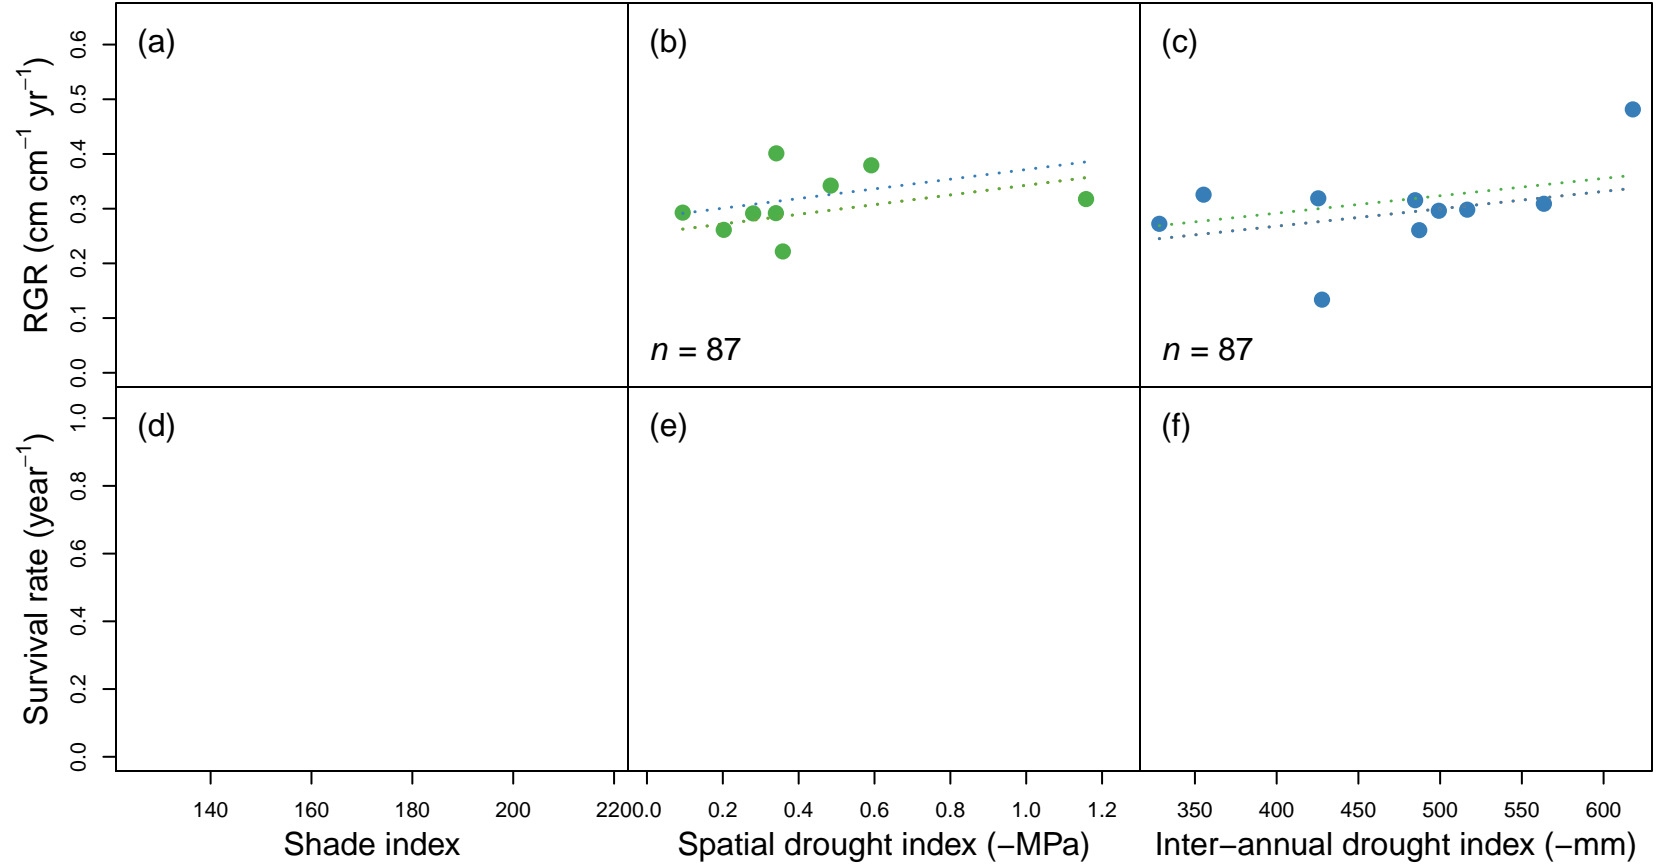 (a)
(b)
(c)
RGR (cm cm⁻¹ yr⁻¹)
0.6
0.5
0.4
0.3
0.2
0.1
0.0
n = 87
n = 87
(d)
(e)
(f)
Survival rate (year⁻¹)
1.0
0.8
0.6
0.4
0.2
0.0
140 160 180 200 220
0.0 0.2 0.4 0.6 0.8 1.0 1.2
350 400 450 500 550 600
Shade index
Spatial drought index (−MPa)
Inter−annual drought index (−mm)